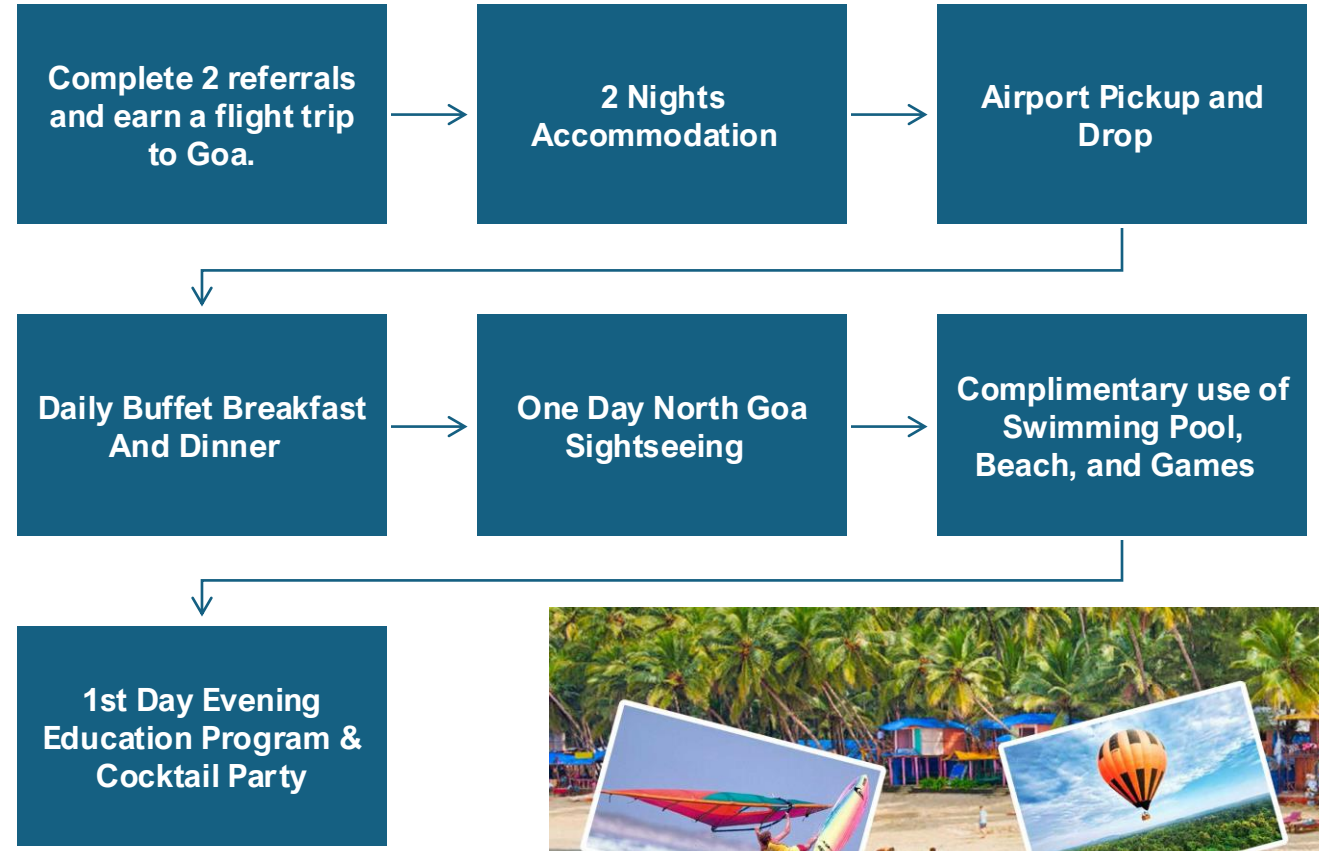 Complete 2 referrals
and earn a flight trip
to Goa.
2 Nights
Accommodation
Airport Pickup and
Drop
Daily Buffet Breakfast
And Dinner
One Day North Goa
Sightseeing
Complimentary use of
Swimming Pool,
Beach, and Games
1st Day Evening
Education Program &
Cocktail Party